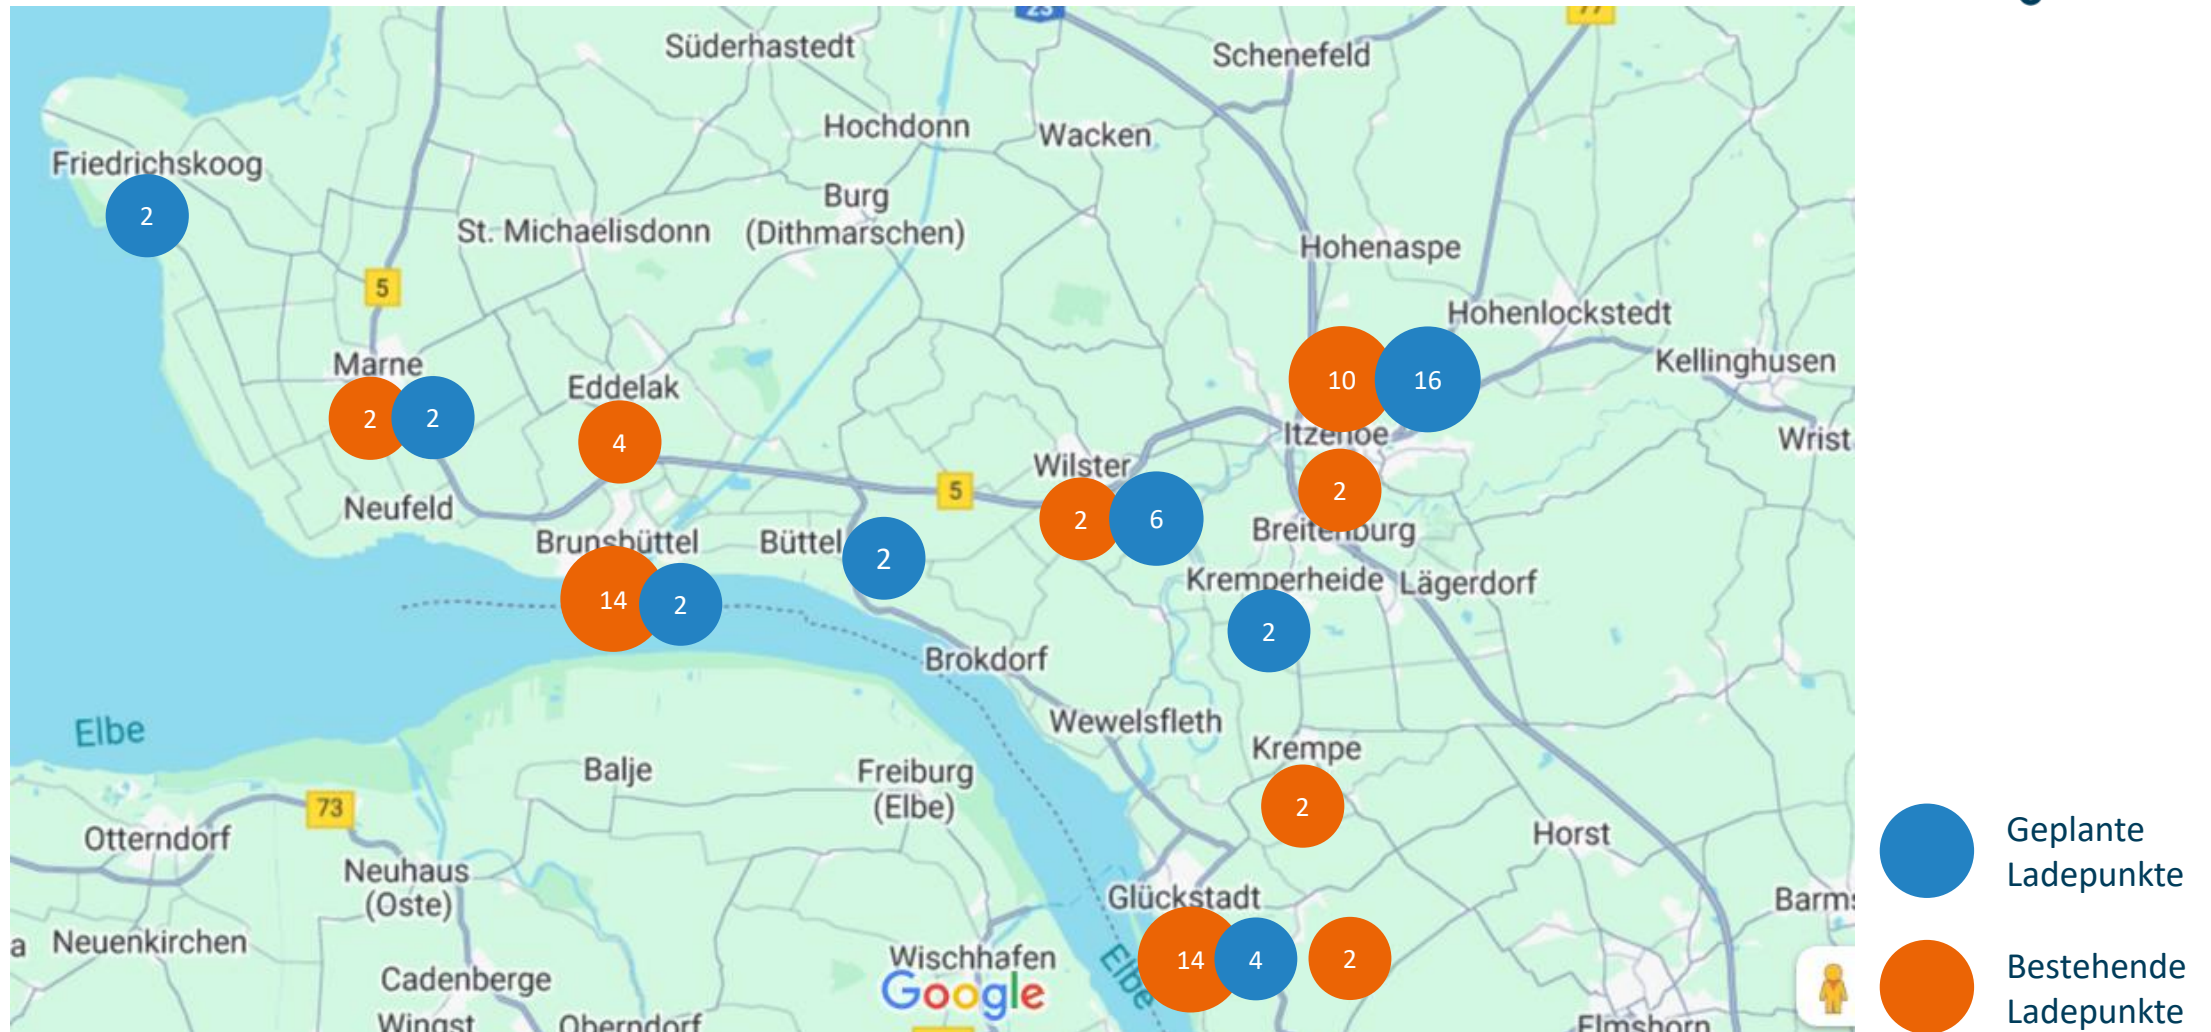 23
77
Süderhastedt
Schenefeld
Hochdonn
Wacken
Friedrichskoog
2
Burg
(Dithmarschen)
St. Michaelisdonn
Hohenaspe
5
Hohenlockstedt
Marne
2
2
Eddelak
4
10
16
Kellinghusen
Itzehoe
Wrist
Wilster
2
6
5
2
Breitenburg
Neufeld
Brunsbüttel
14
2
Büttel
2
Kremperheide
Lägerdorf
2
Brokdorf
Wewelsfleth
Elbe
Krempe
2
Balje
Freiburg
(Elbe)
73
Otterndorf
Horst
Neuhaus
(Oste)
Glückstadt
14
4
2
Barms
a
Neuenkirchen
Wischhafen
Elbe
Cadenberge
Google
Wingst
Oberndorf
Elmshorn
Geplante
Ladepunkte
Bestehende
Ladepunkte